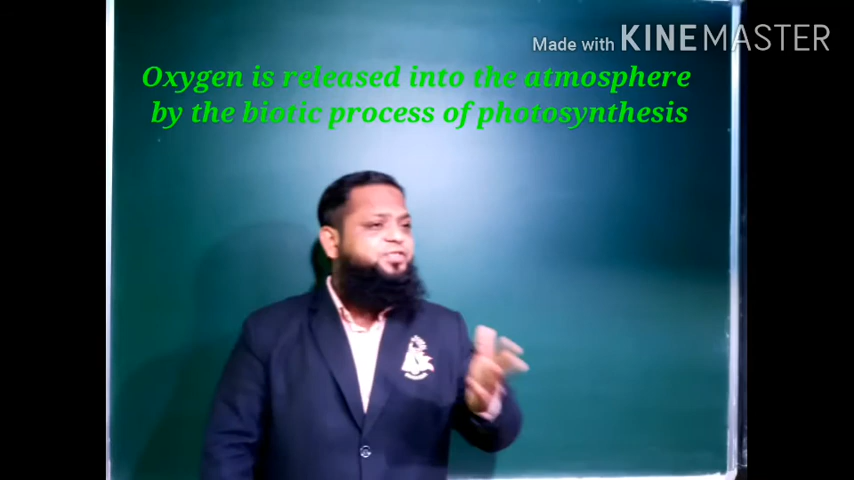 Made with KINEMASTER
Oxygen is released into the atmosphere
by the biotic process of photosynthesis